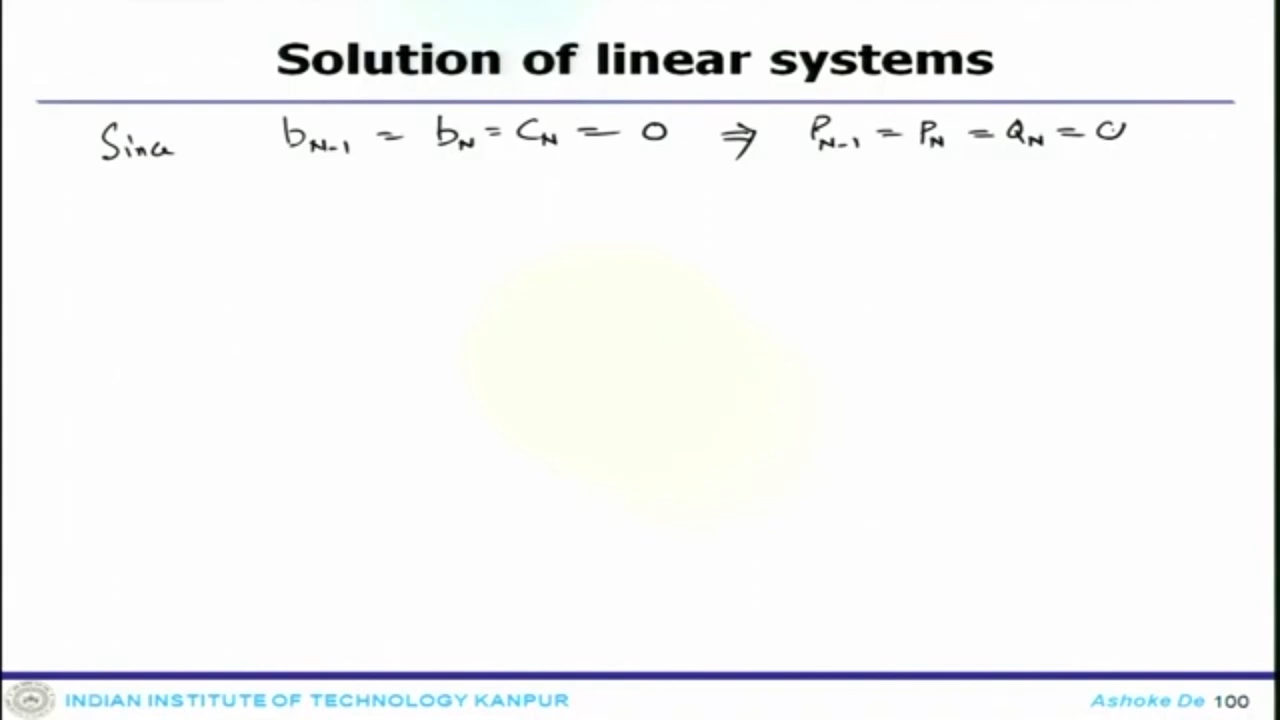 Solution of linear systems
Since b_{N-1} = b_N = C_N = 0 ⇒ P_{N-1} = P_N = Q_N = 0
INDIAN INSTITUTE OF TECHNOLOGY KANPUR
Ashoke De 100